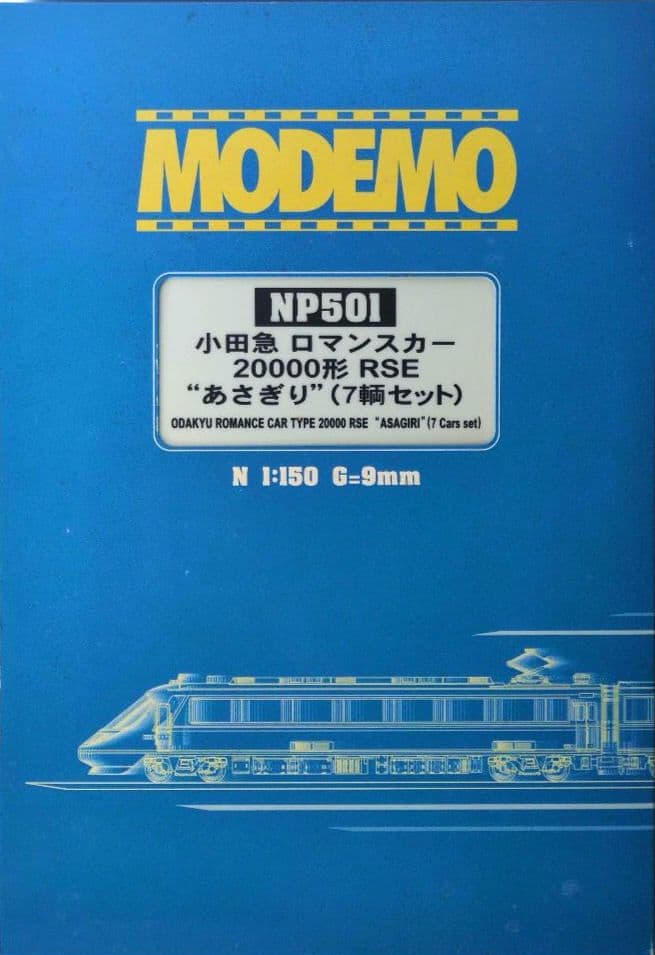 MODEMO
NP501
小田急 ロマンスカー
20000形 RSE
“あさぎり”(7輌セット)
ODAKYU ROMANCE CAR TYPE 20000 RSE “ASAGIRI”(7 Cars set)
N 1:150 G=9mm